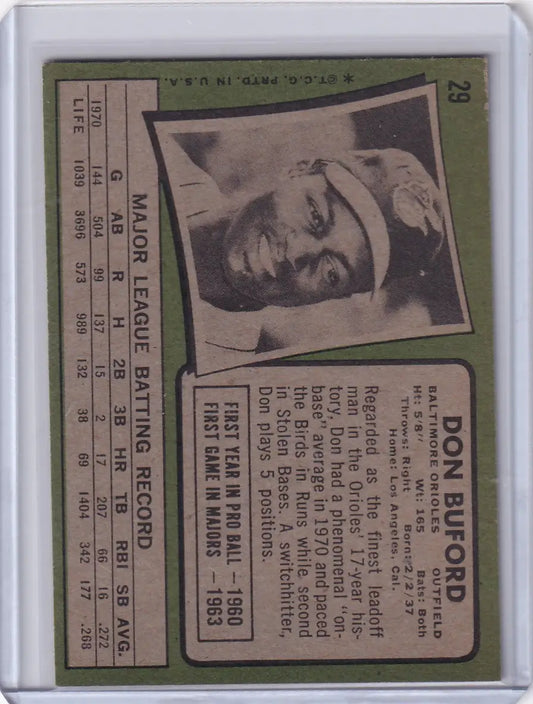 29
DON BUFORD
BALTIMORE ORIOLES OUTFIELD
Ht: 5'8" Wt: 165 Bats: Both
Throws: Right Born: 2/2/37
Home: Los Angeles, Cal.
Regarded as the finest leadoff
man in the Orioles' 17-year his-
tory, Don had a phenomenal "on-
base" average in 1970 and paced
the Birds in Runs while second
in Stolen Bases. A switchhitter,
Don plays 5 positions.
FIRST YEAR IN PRO BALL — 1960
FIRST GAME IN MAJORS — 1963
MAJOR LEAGUE BATTING RECORD
G AB R H 2B 3B HR TB RBI SB AVG.
1970 144 504 99 137 15 2 17 207 66 16 .272
LIFE 1039 3696 573 989 132 38 69 1404 342 177 .268
* © T.C.G. PRTD. IN U.S.A.